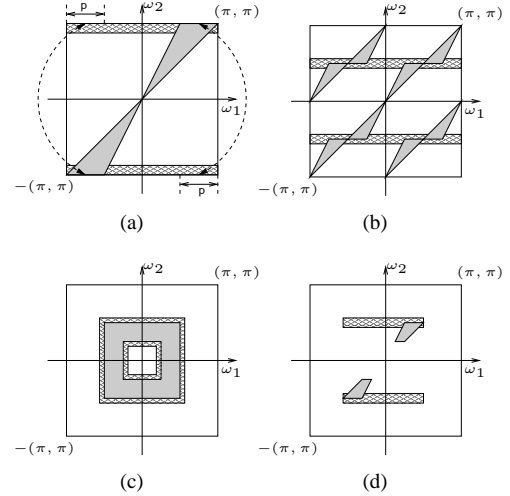 p
ω2
(π, π)
ω1
−(π, π)
p
(a)
ω2
(π, π)
ω1
−(π, π)
(b)
ω2
(π, π)
ω1
−(π, π)
(c)
ω2
(π, π)
ω1
−(π, π)
(d)